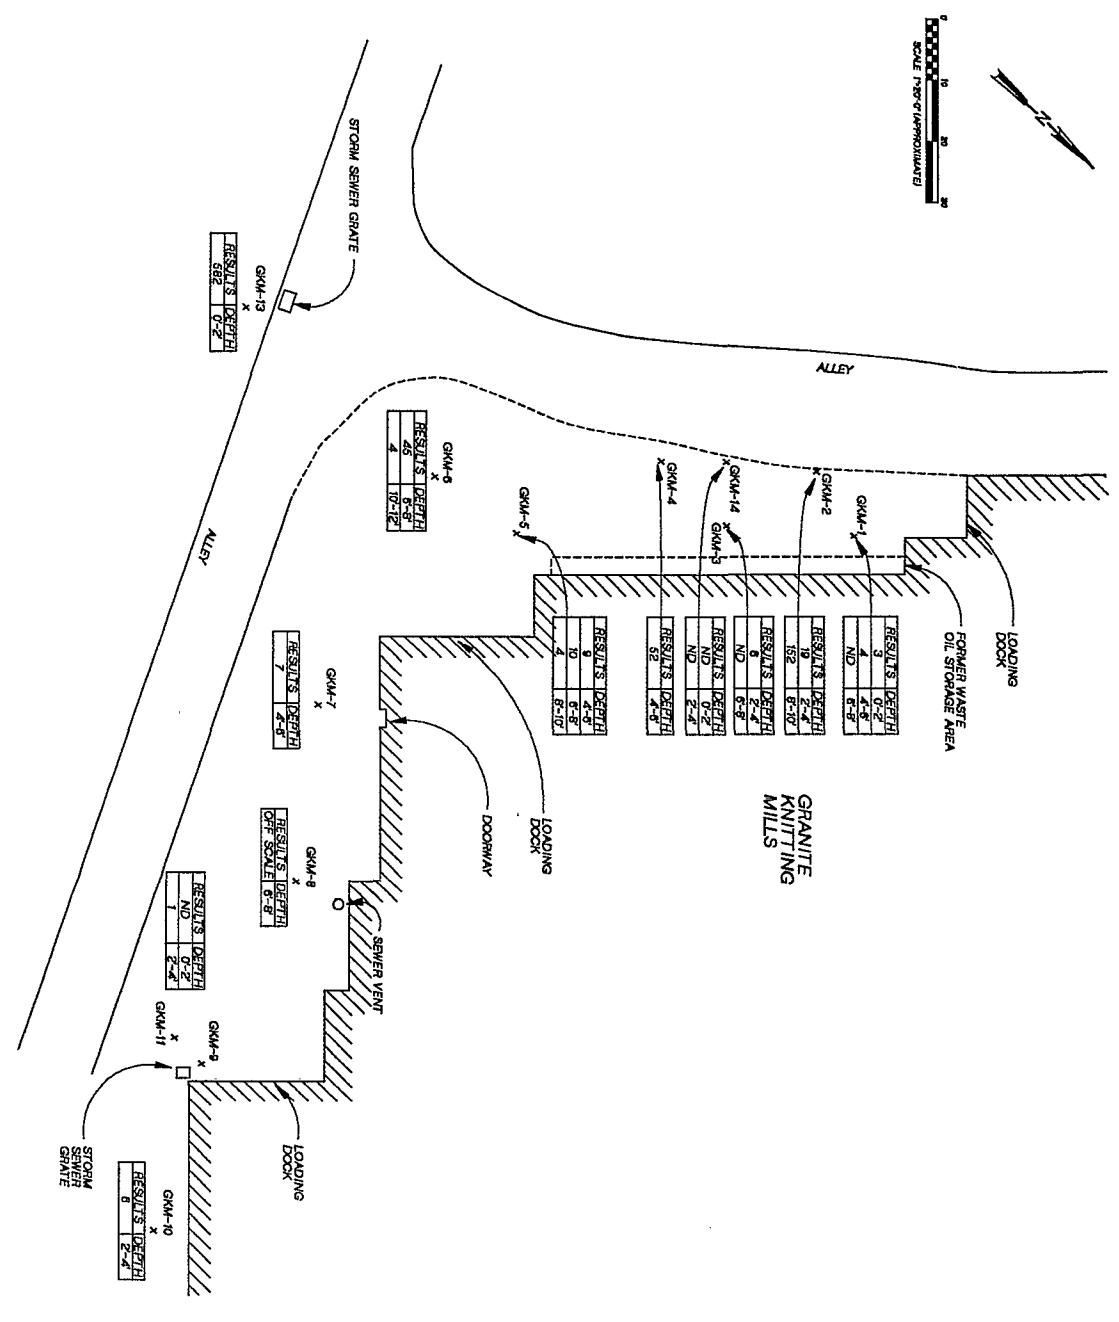 N
0 10 20 30
SCALE 1"=20'-0" (APPROXIMATE)
LOADING
DOCK
FORMER WASTE
OIL STORAGE AREA
ALLEY
GKM-1
RESULTS DEPTH
3 0'-2'
4 4'-6'
ND 6'-8'
GKM-2
RESULTS DEPTH
19 2'-4'
152 8'-10'
GKM-3
RESULTS DEPTH
6 2'-4'
ND 6'-8'
GKM-14
RESULTS DEPTH
ND 0'-2'
ND 2'-4'
GKM-4
RESULTS DEPTH
52 4'-6'
GKM-5
RESULTS DEPTH
9 4'-6'
10 6'-8'
4 8'-10'
GRANITE
KNITTING
MILLS
LOADING
DOCK
DOORWAY
GKM-6
RESULTS DEPTH
45 6'-8'
4 10'-12'
STORM SEWER GRATE
SEWER VENT
GKM-7
RESULTS DEPTH
7 4'-6'
GKM-8
RESULTS DEPTH
OFF SCALE 6'-8'
LOADING
DOCK
GKM-13
RESULTS DEPTH
582 0'-2'
ALLEY
GKM-9
RESULTS DEPTH
ND 0'-2'
1 2'-4'
GKM-11
GKM-10
RESULTS DEPTH
2'-4'
STORM
SEWER
GRATE